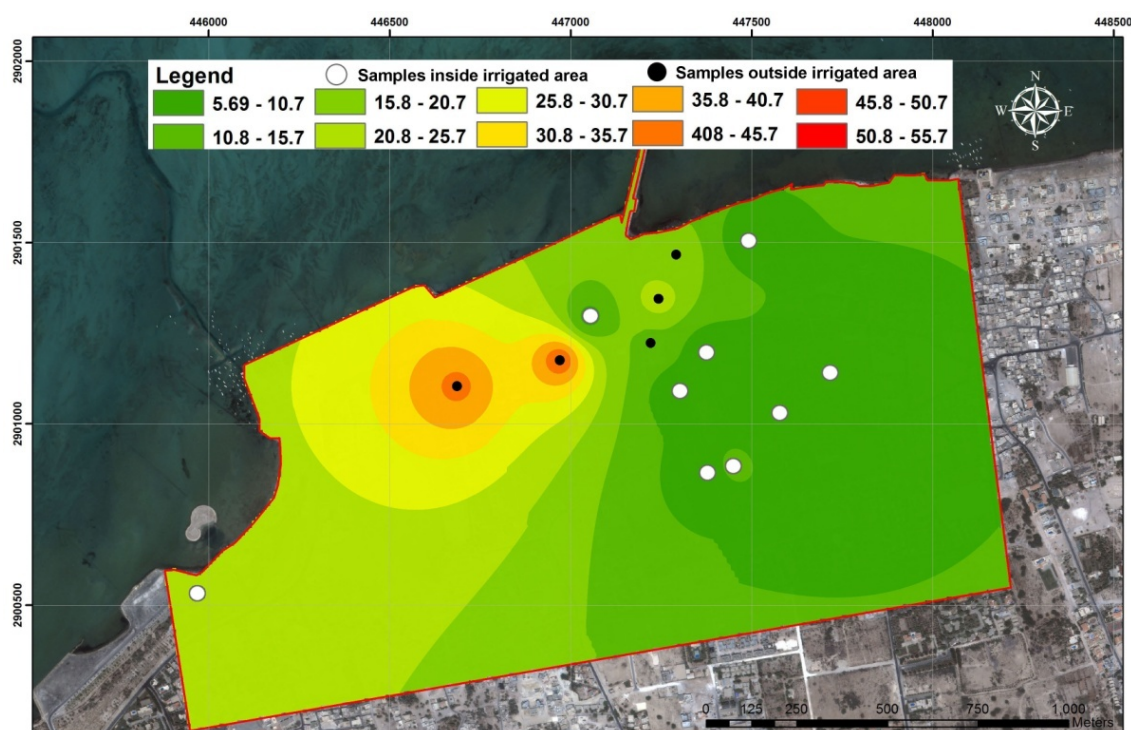 446000 446500 447000 447500 448000 448500
2902000
2901500
2901000
2900500
Legend
Samples inside irrigated area
Samples outside irrigated area
5.69 - 10.7 15.8 - 20.7 25.8 - 30.7 35.8 - 40.7 45.8 - 50.7
10.8 - 15.7 20.8 - 25.7 30.8 - 35.7 408 - 45.7 50.8 - 55.7
N
W E
S
0 125 250 500 750 1,000
Meters